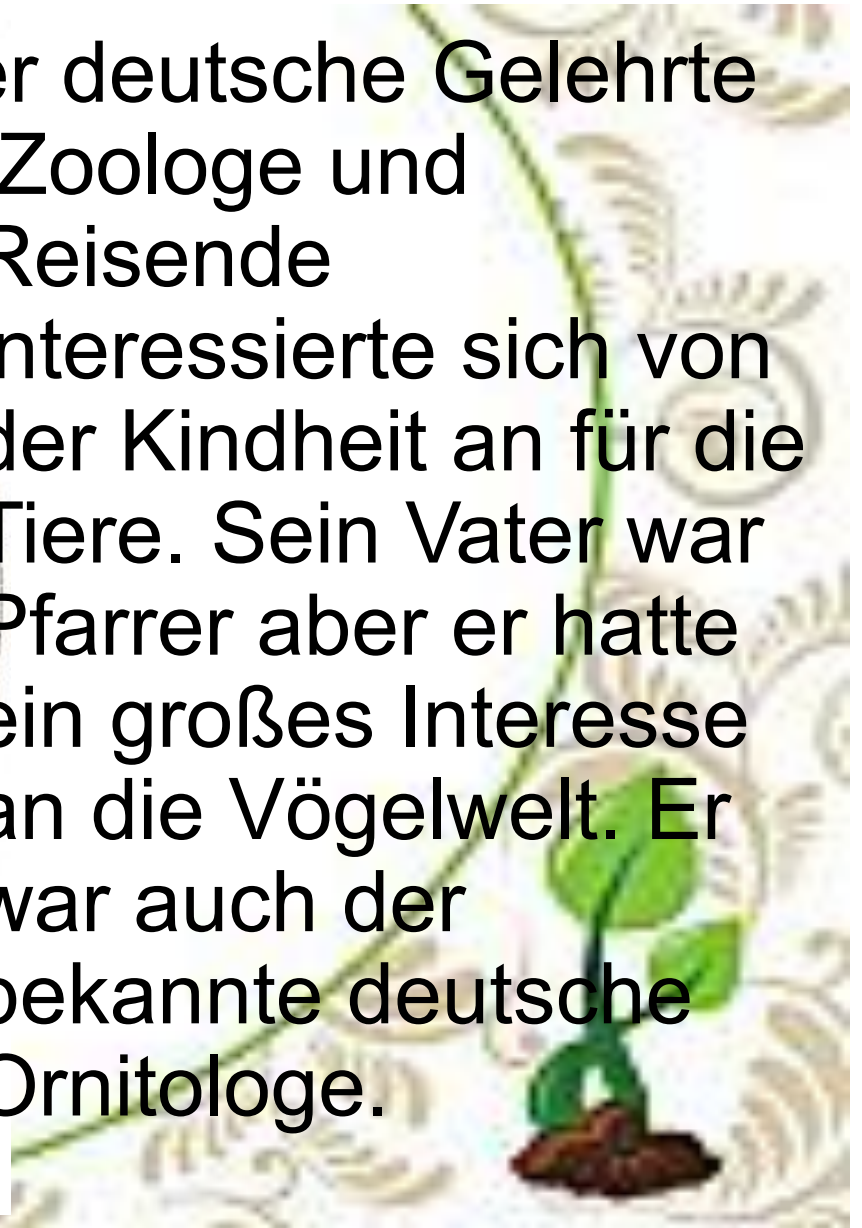 er deutsche Gelehrte
Zoologe und
Reisende
nteressierte sich von
der Kindheit an für die
Tiere. Sein Vater war
Pfarrer aber er hatte
ein großes Interesse
an die Vögelwelt. Er
war auch der
bekannte deutsche
Ornitologe.